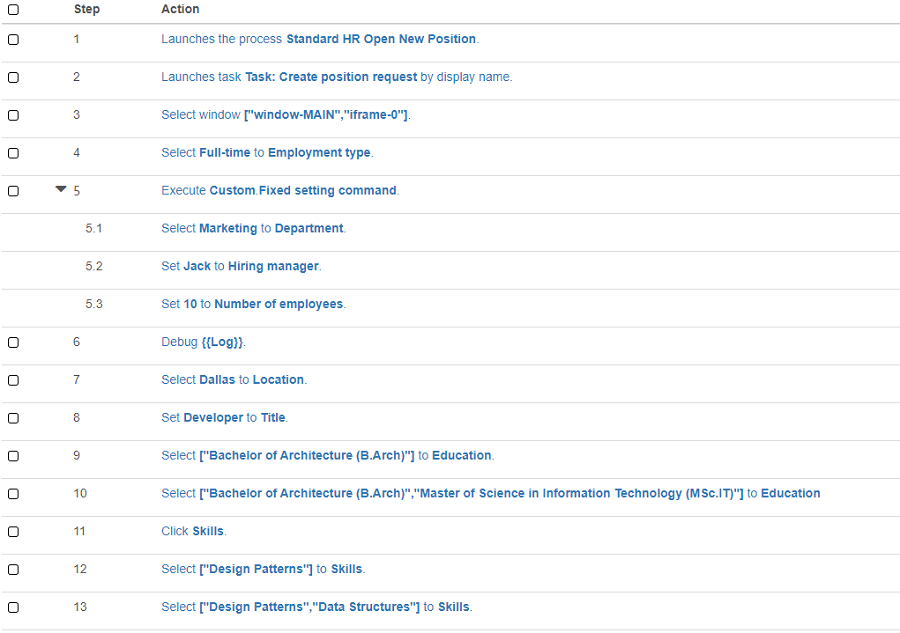 Step Action
1 Launches the process Standard HR Open New Position.
2 Launches task Task: Create position request by display name.
3 Select window ["window-MAIN","iframe-0"].
4 Select Full-time to Employment type.
5 Execute Custom.Fixed setting command.
5.1 Select Marketing to Department.
5.2 Set Jack to Hiring manager.
5.3 Set 10 to Number of employees.
6 Debug {{Log}}.
7 Select Dallas to Location.
8 Set Developer to Title.
9 Select ["Bachelor of Architecture (B.Arch)"] to Education.
10 Select ["Bachelor of Architecture (B.Arch)","Master of Science in Information Technology (MSc.IT)"] to Education
11 Click Skills.
12 Select ["Design Patterns"] to Skills.
13 Select ["Design Patterns","Data Structures"] to Skills.